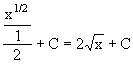 x^{1/2}/(1/2) + C = 2√x + C